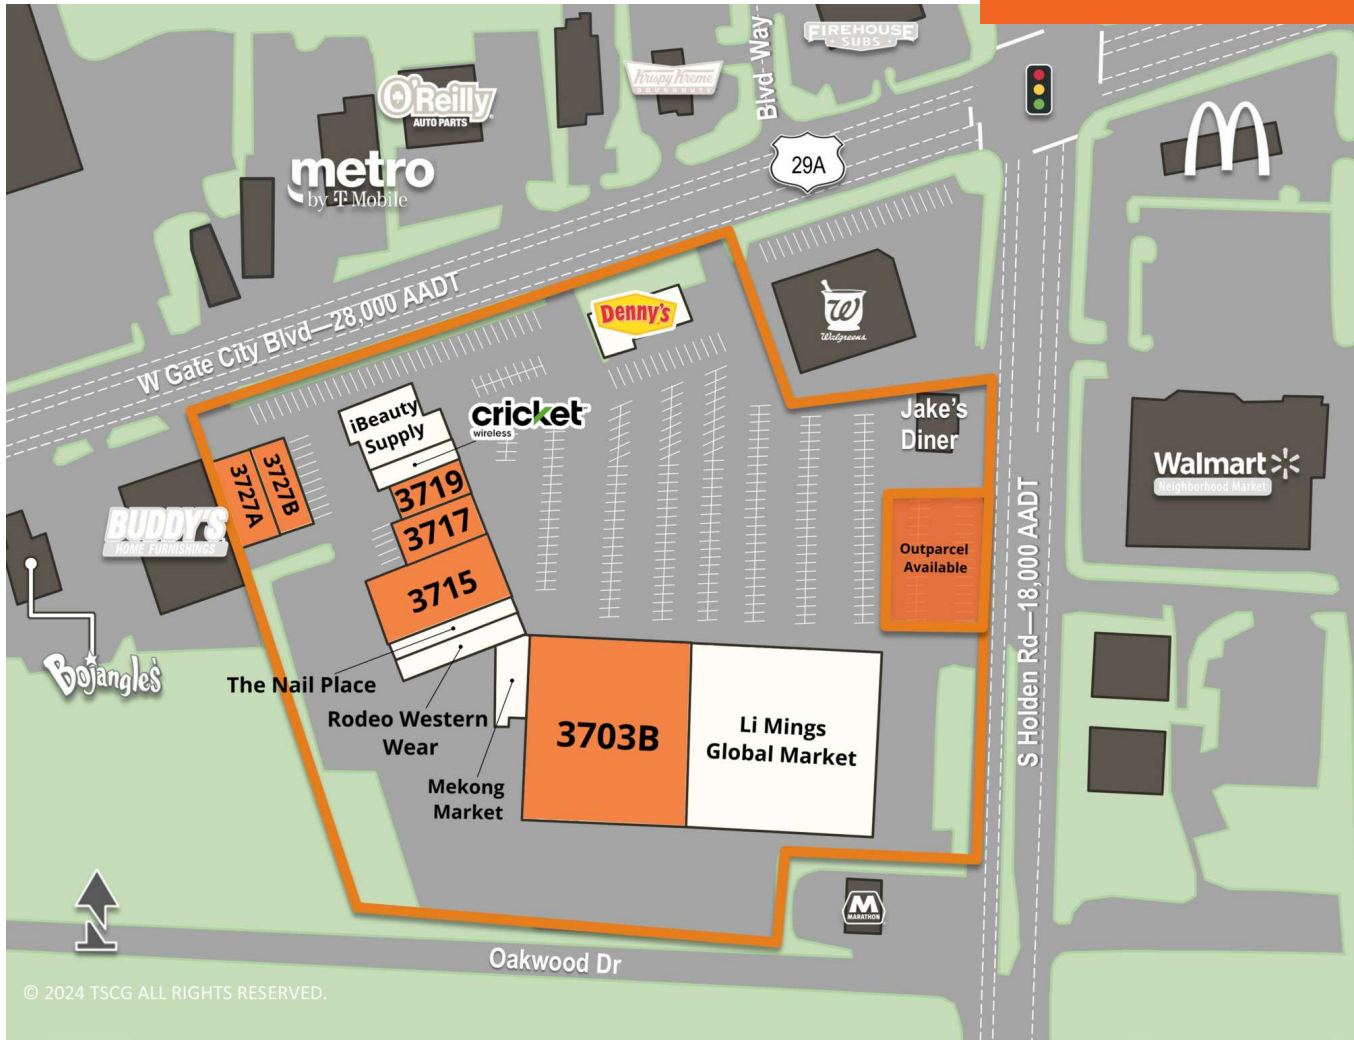 FIREHOUSE
SUBS
Blvd Way
Krispy Kreme
DOUGHNUTS
O'Reilly
AUTO PARTS
metro
by T Mobile
29A
W Gate City Blvd—28,000 AADT
Denny's
W
Walgreens
iBeauty
Supply
cricket
wireless
Jake's
Diner
3727A
3727B
3719
3717
3715
BUDDY'S
HOME FURNISHINGS
Walmart
Neighborhood Market
Outparcel
Available
S Holden Rd—18,000 AADT
Bojangles'
The Nail Place
Rodeo Western
Wear
Mekong
Market
3703B
Li Mings
Global Market
M
MARATHON
N
Oakwood Dr
© 2024 TSCG ALL RIGHTS RESERVED.